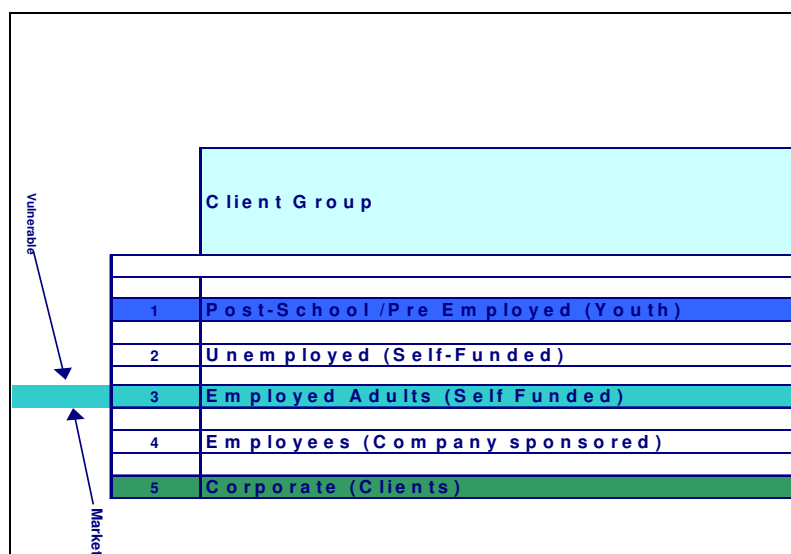 Client Group
Vulnerable
1 Post-School /Pre Employed (Youth)
2 Unemployed (Self-Funded)
3 Employed Adults (Self Funded)
4 Employees (Company sponsored)
5 Corporate (Clients)
Market